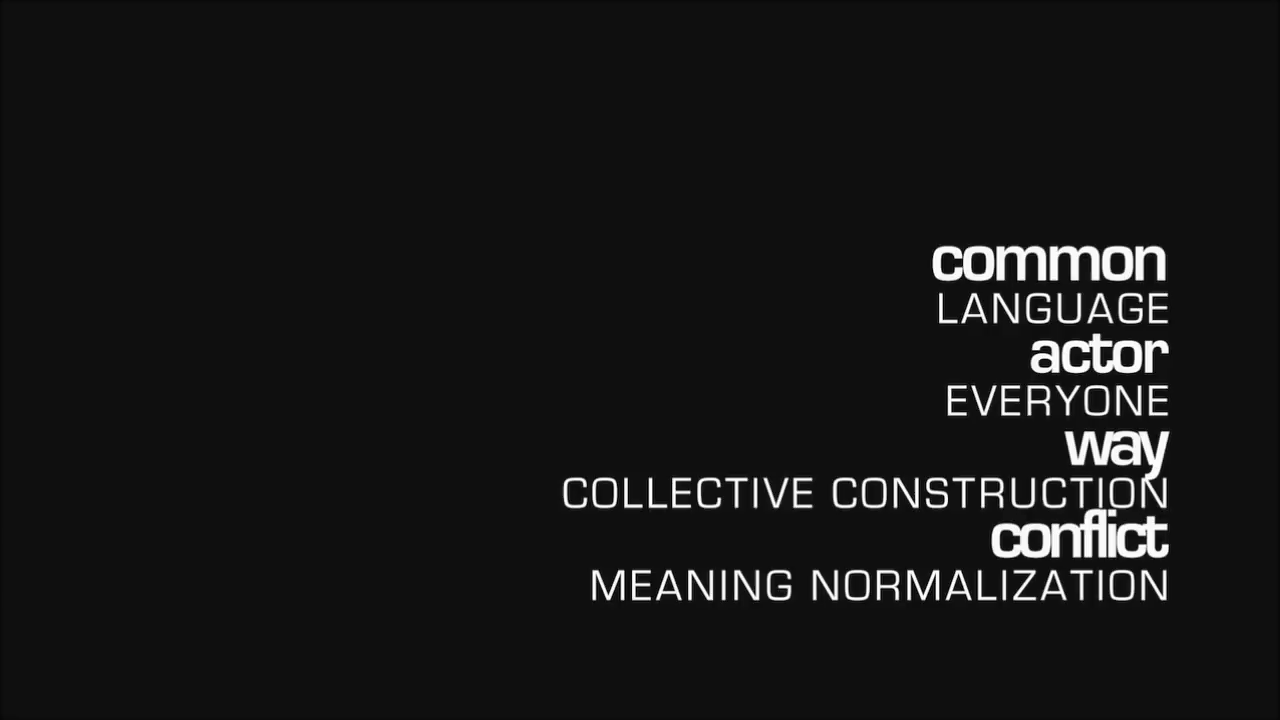 common
LANGUAGE
actor
EVERYONE
way
COLLECTIVE CONSTRUCTION
conflict
MEANING NORMALIZATION